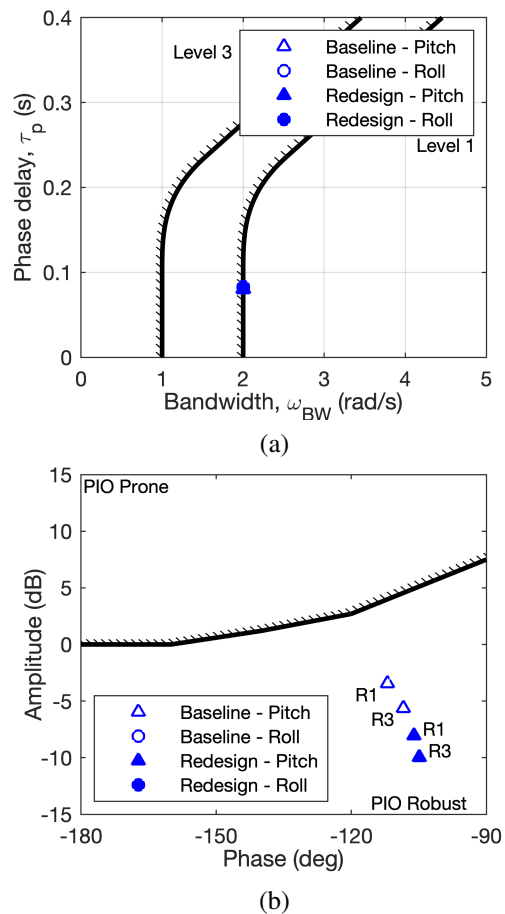 0.4
0.3
0.2
0.1
0
Phase delay, τp (s)
Level 3
Baseline - Pitch
Baseline - Roll
Redesign - Pitch
Redesign - Roll
Level 1
0 1 2 3 4 5
Bandwidth, ωBW (rad/s)
(a)
15
10
5
0
-5
-10
-15
Amplitude (dB)
PIO Prone
R1
R3
R1
R3
Baseline - Pitch
Baseline - Roll
Redesign - Pitch
Redesign - Roll
PIO Robust
-180 -150 -120 -90
Phase (deg)
(b)